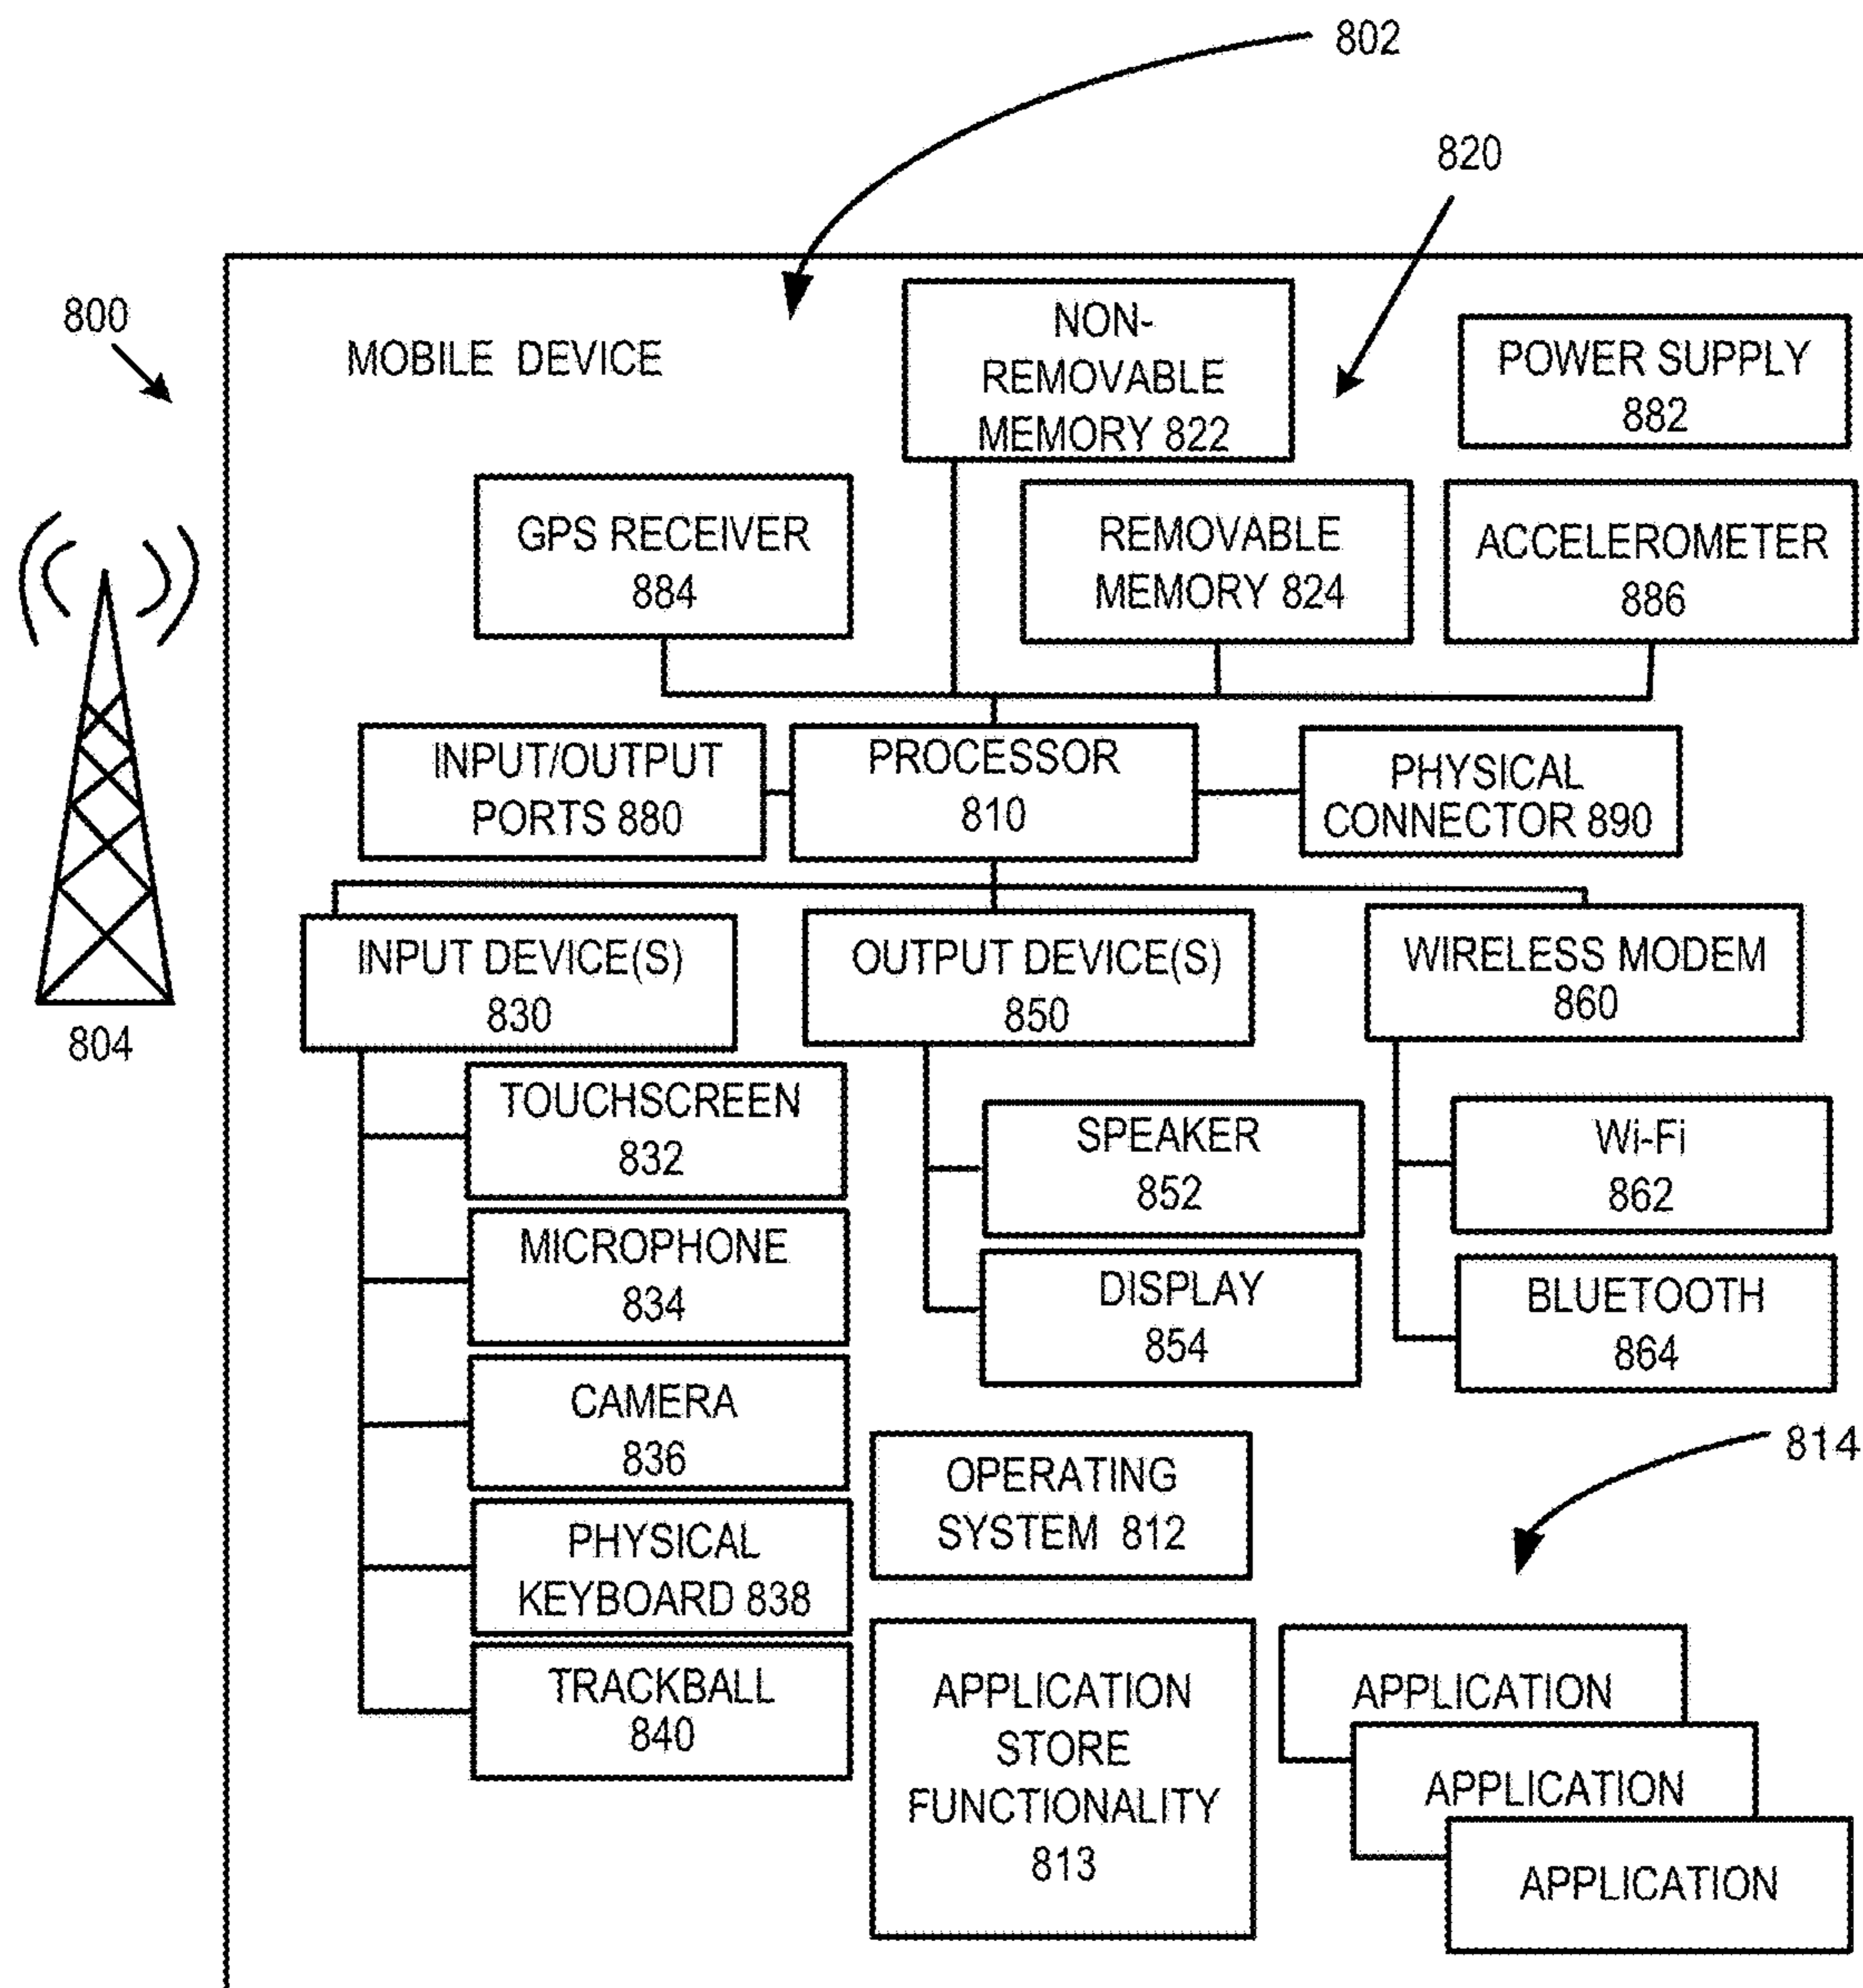 802
820
800
MOBILE DEVICE
NON-
REMOVABLE
MEMORY 822
POWER SUPPLY
882
GPS RECEIVER
884
REMOVABLE
MEMORY 824
ACCELEROMETER
886
INPUT/OUTPUT
PORTS 880
PROCESSOR
810
PHYSICAL
CONNECTOR 890
INPUT DEVICE(S)
830
OUTPUT DEVICE(S)
850
WIRELESS MODEM
860
804
TOUCHSCREEN
832
SPEAKER
852
Wi-Fi
862
MICROPHONE
834
DISPLAY
854
BLUETOOTH
864
CAMERA
836
814
OPERATING
SYSTEM 812
PHYSICAL
KEYBOARD 838
TRACKBALL
840
APPLICATION
STORE
FUNCTIONALITY
813
APPLICATION
APPLICATION
APPLICATION